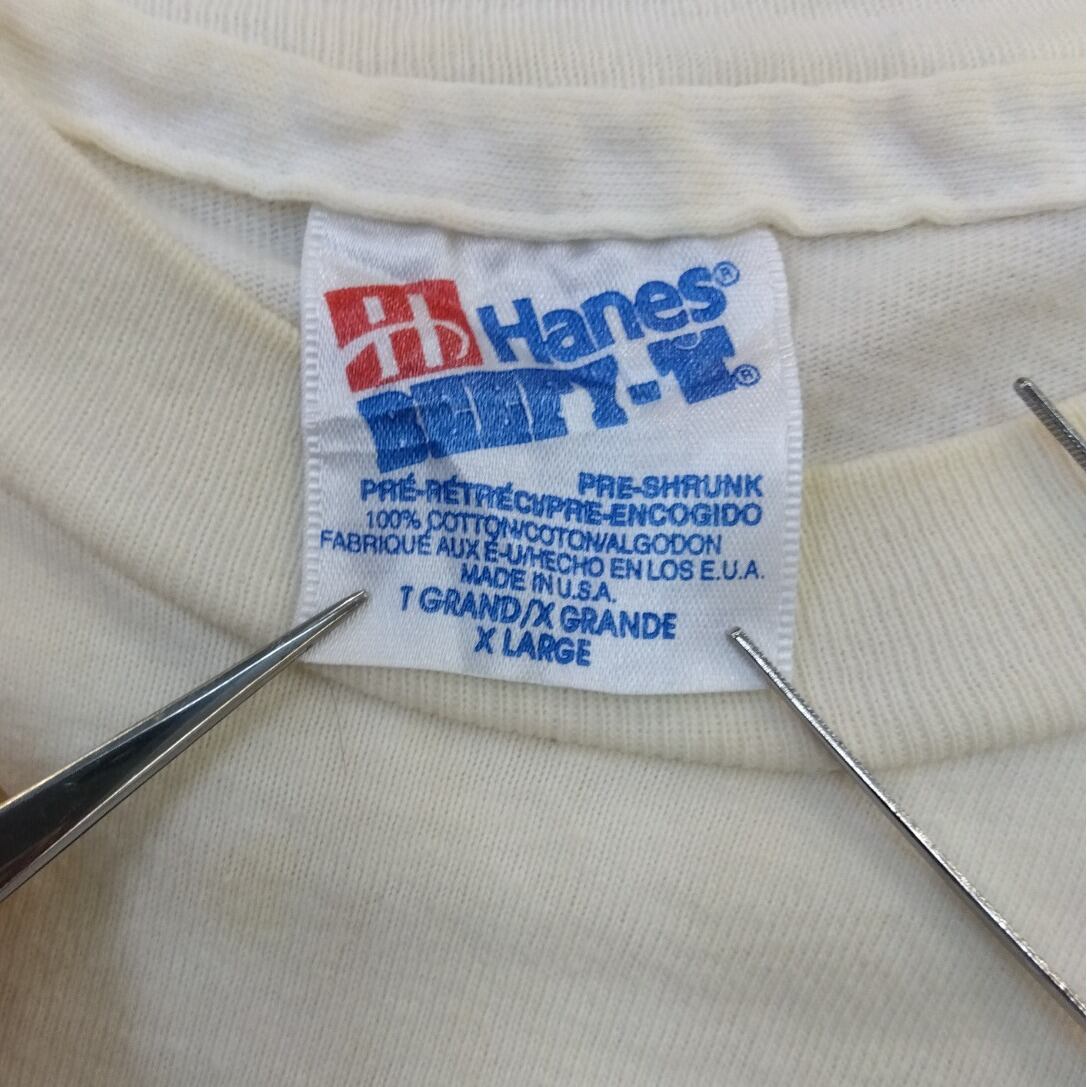 Hanes®
BEEFY-T®
PRE-SHRUNK
PRÉ-RÉTRÉCI/PRE-ENCOGIDO
100% COTTON/COTON/ALGODON
FABRIQUÉ AUX É-U/HECHO EN LOS E.U.A.
MADE IN U.S.A.
T GRAND/X GRANDE
X LARGE